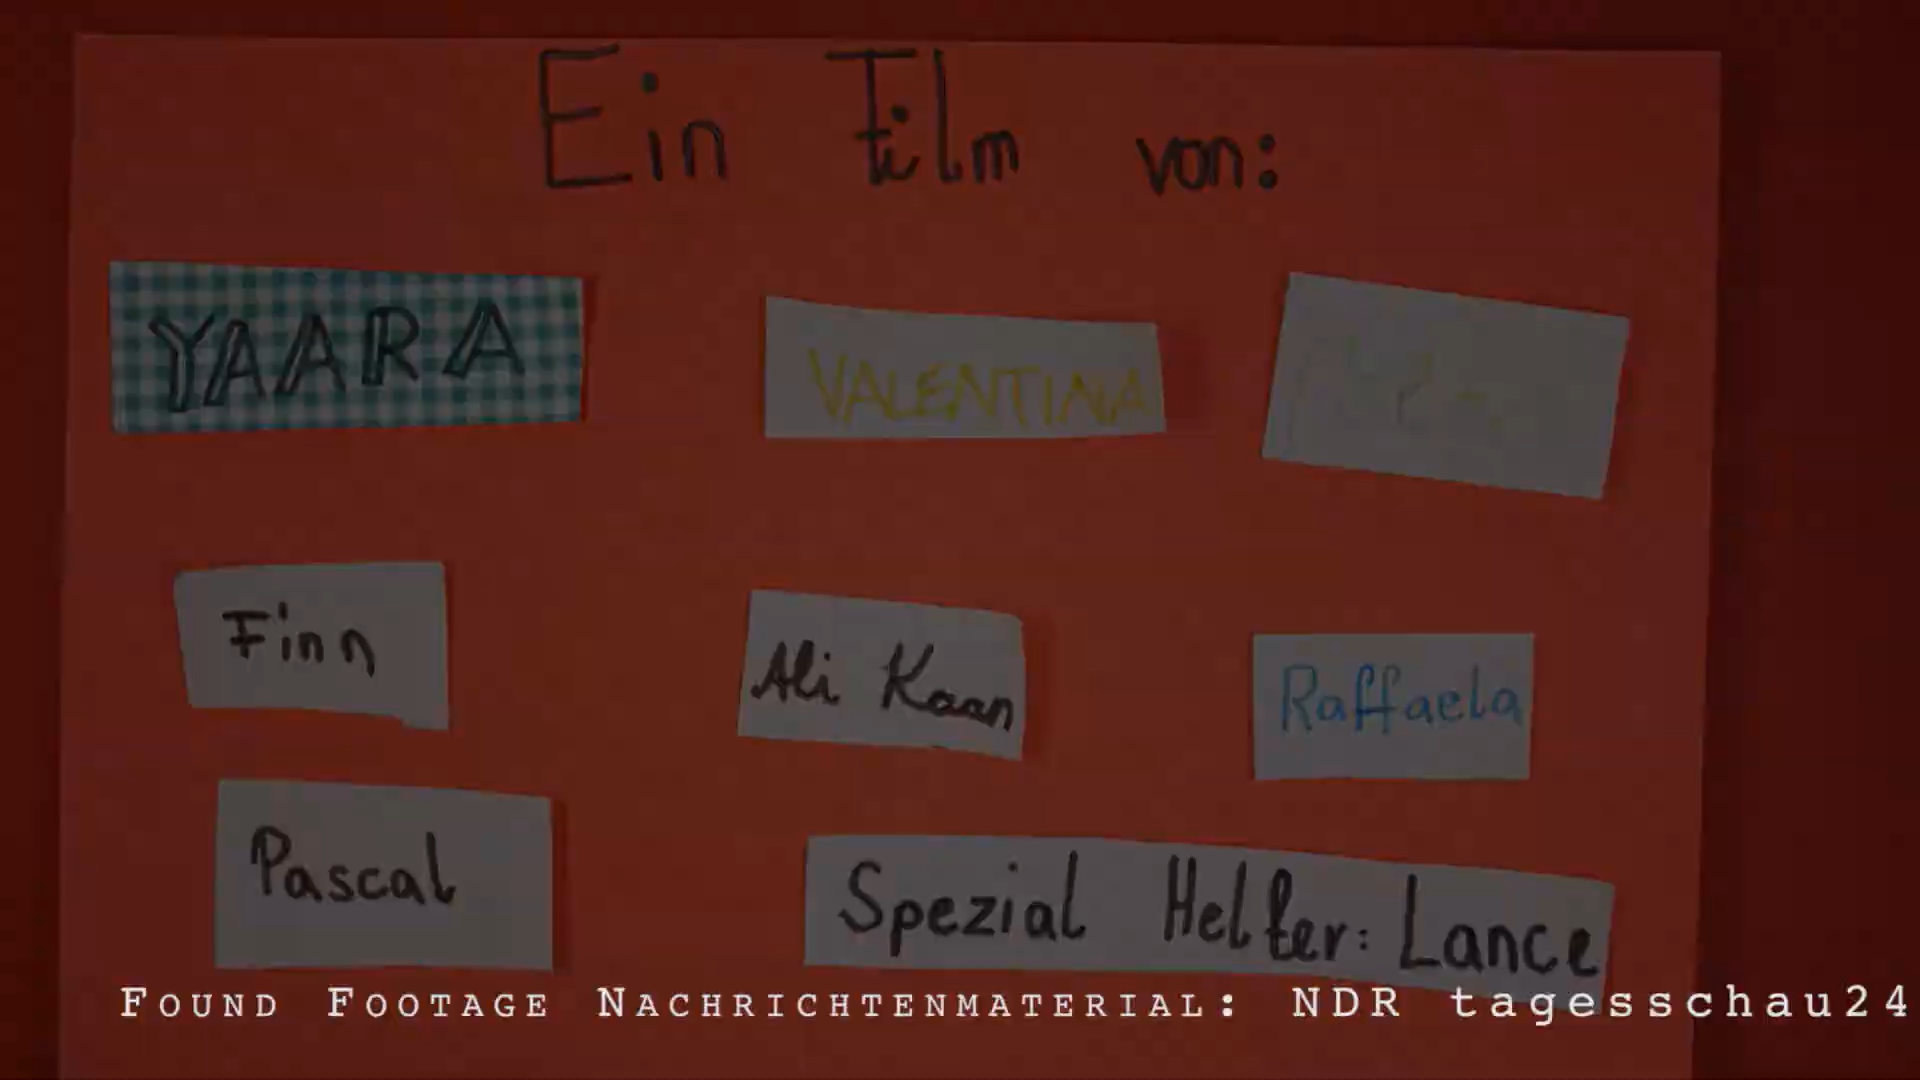 Ein Film von:
YAARA
VALENTINA
Finn
Ali Kaan
Raffaela
Pascal
Spezial Helfer: Lance
FOUND FOOTAGE NACHRICHTENMATERIAL: NDR tagesschau24